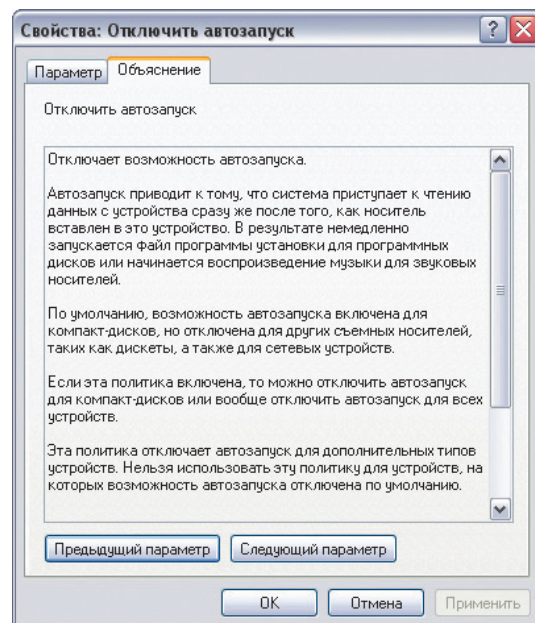 Свойства: Отключить автозапуск
Параметр Объяснение
Отключить автозапуск
Отключает возможность автозапуска.
Автозапуск приводит к тому, что система приступает к чтению
данных с устройства сразу же после того, как носитель
вставлен в это устройство. В результате немедленно
запускается файл программы установки для программных
дисков или начинается воспроизведение музыки для звуковых
носителей.
По умолчанию, возможность автозапуска включена для
компакт-дисков, но отключена для других съемных носителей,
таких как дискеты, а также для сетевых устройств.
Если эта политика включена, то можно отключить автозапуск
для компакт-дисков или вообще отключить автозапуск для всех
устройств.
Эта политика отключает автозапуск для дополнительных типов
устройств. Нельзя использовать эту политику для устройств, на
которых возможность автозапуска отключена по умолчанию.
Предыдущий параметр Следующий параметр
OK Отмена Применить